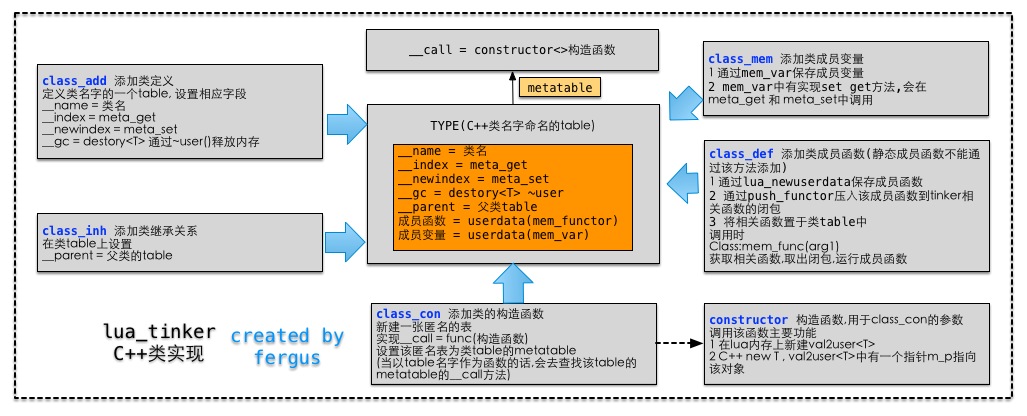 __call = constructor<>构造函数
metatable
class_add 添加类定义
定义类名字的一个table, 设置相应字段
__name = 类名
__index = meta_get
__newindex = meta_set
__gc = destory<T> 通过~user()释放内存
class_inh 添加类继承关系
在类table上设置
__parent = 父类的table
TYPE(C++类名字命名的table)
__name = 类名
__index = meta_get
__newindex = meta_set
__gc = destory<T> ~user
__parent = 父类table
成员函数 = userdata(mem_functor)
成员变量 = userdata(mem_var)
class_mem 添加类成员变量
1 通过mem_var保存成员变量
2 mem_var中有实现set get方法,会在
meta_get 和 meta_set中调用
class_def 添加类成员函数(静态成员函数不能通
过该方法添加)
1 通过lua_newuserdata保存成员函数
2 通过push_functor压入该成员函数到tinker相
关函数的闭包
3 将相关函数置于类table中
调用时
Class:mem_func(arg1)
获取相关函数.取出闭包.运行成员函数
lua_tinker
C++类实现
created by
fergus
class_con 添加类的构造函数
新建一张匿名的表
实现__call = func(构造函数)
设置该匿名表为类table的metatable
(当以table名字作为函数的话,会去查找该table的
metatable的__call方法)
constructor 构造函数.用于class_con的参数
调用该函数主要功能
1 在lua内存上新建val2user<T>
2 C++ new T , val2user<T>中有一个指针m_p指向
该对象